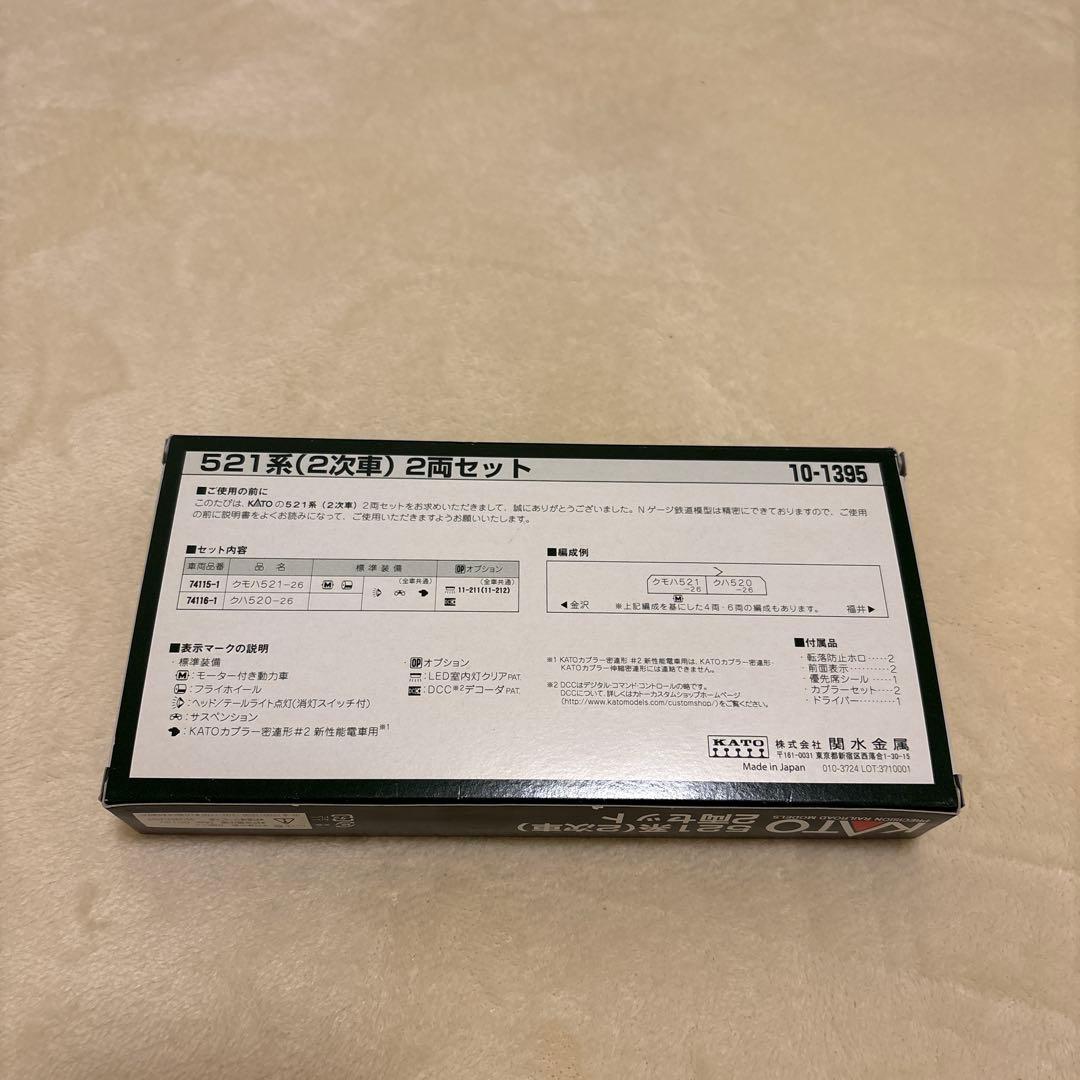 521系(2次車) 2両セット 10-1395
■ご使用の前に
このたびは、KATOの521系(2次車)2両セットをお求めいただきまして、誠にありがとうございました。Nゲージ鉄道模型は精密にできておりますので、ご使用
の前に説明書をよくお読みになって、ご使用いただきますようお願いいたします。
■セット内容
車両品番 品名 標準装備 OPオプション
74115-1 クモハ521-26 M (全車共通) (全車共通) 11-211(11-212)
74116-1 クハ520-26
■編成例
クモハ521-26 クハ520-26
M
◀金沢 ※上記編成を基にした4両・6両の編成もあります。 福井▶
■表示マークの説明
・標準装備
M:モーター付き動力車
:フライホイール
:ヘッド/テールライト点灯(消灯スイッチ付)
:サスペンション
:KATOカプラー密連形#2 新性能電車用※1
・OPオプション
:LED室内灯クリアPAT.
:DCC※2デコーダPAT.
※1 KATOカプラー密連形 #2 新性能電車用は、KATOカプラー密連形・
KATOカプラー伸縮密連形には連結できません。
※2 DCCはデジタル・コマンド・コントロールの略です。
DCCについて、詳しくはカトーカスタムショップホームページ
(http://www.katomodels.com/customshop/)をご覧ください。
■付属品
・転落防止ホロ‥‥‥2
・前面表示‥‥‥‥2
・優先席シール‥‥1
・カプラーセット‥‥2
・ドライバー‥‥‥‥1
KATO 株式会社 関水金属
〒161-0031 東京都新宿区西落合1-30-15
Made in Japan 010-3724 LOT:3710001
KATO 521系(2次車)
PRECISION RAILROAD MODELS 2両セット